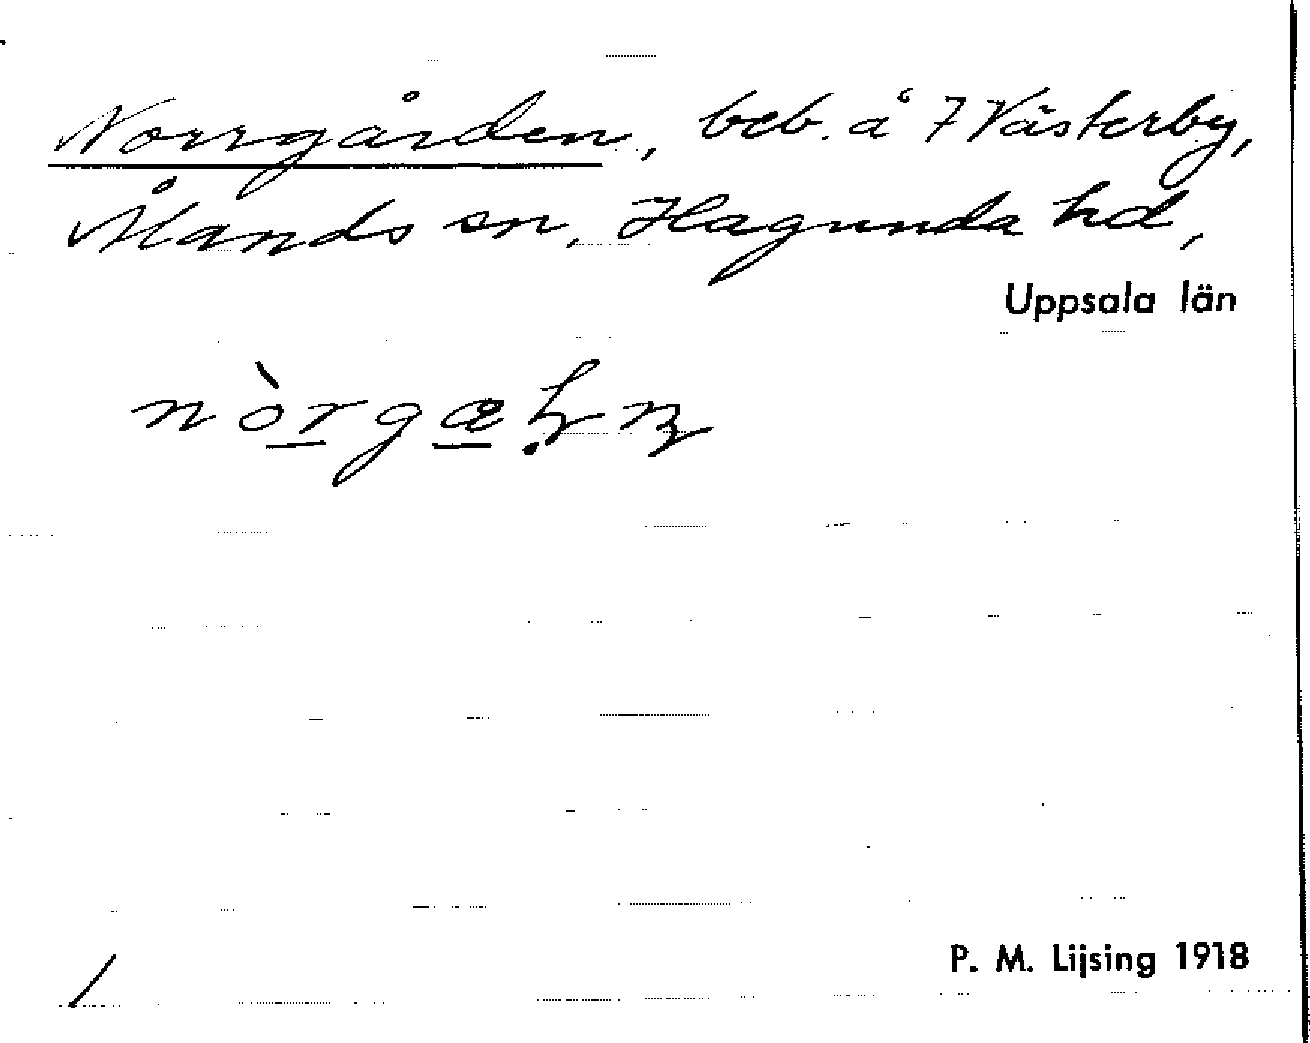 Norrgården, beb. å 7 Västerby,
Ålands sn, Hagunda hd,
Uppsala län
P. M. Lijsing 1918